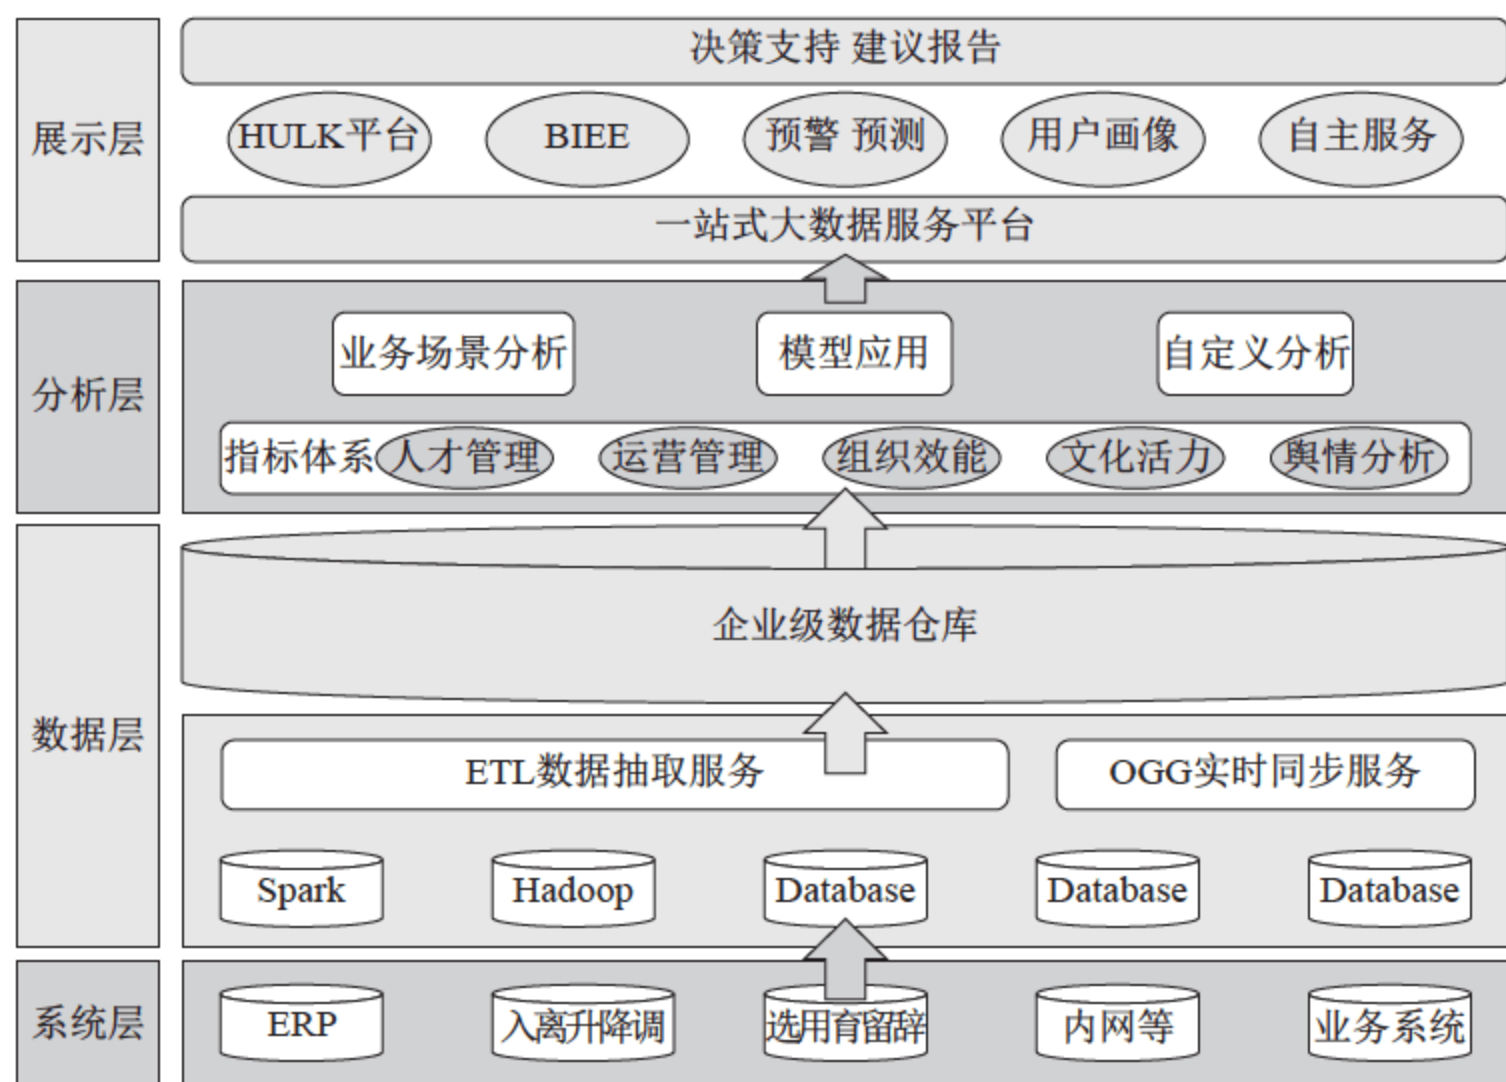 展示层
决策支持 建议报告
HULK平台
BIEE
预警 预测
用户画像
自主服务
一站式大数据服务平台
分析层
业务场景分析
模型应用
自定义分析
指标体系
人才管理
运营管理
组织效能
文化活力
舆情分析
数据层
企业级数据仓库
ETL数据抽取服务
OGG实时同步服务
Spark
Hadoop
Database
Database
Database
系统层
ERP
入离升降调
选用育留辞
内网等
业务系统